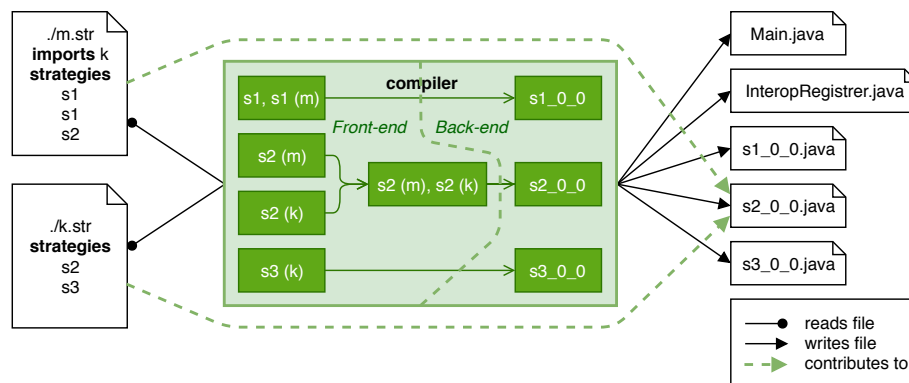 ./m.str
imports k
strategies
s1
s1
s2
./k.str
strategies
s2
s3
compiler
Front-end
Back-end
s1, s1 (m)
s1_0_0
s2 (m)
s2 (k)
s2 (m), s2 (k)
s2_0_0
s3 (k)
s3_0_0
Main.java
InteropRegistrer.java
s1_0_0.java
s2_0_0.java
s3_0_0.java
reads file
writes file
contributes to